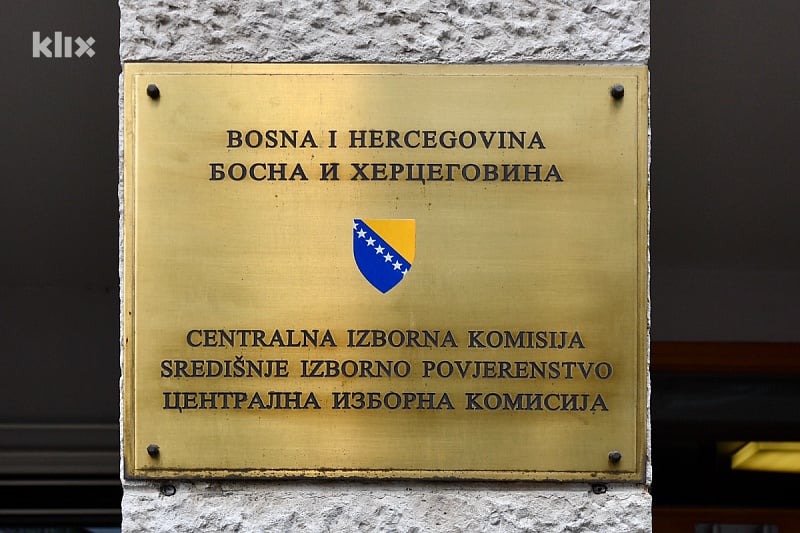 klix
BOSNA I HERCEGOVINA
БОСНА И ХЕРЦЕГОВИНА
CENTRALNA IZBORNA KOMISIJA
SREDIŠNJE IZBORNO POVJERENSTVO
ЦЕНТРАЛНА ИЗБОРНА КОМИСИЈА